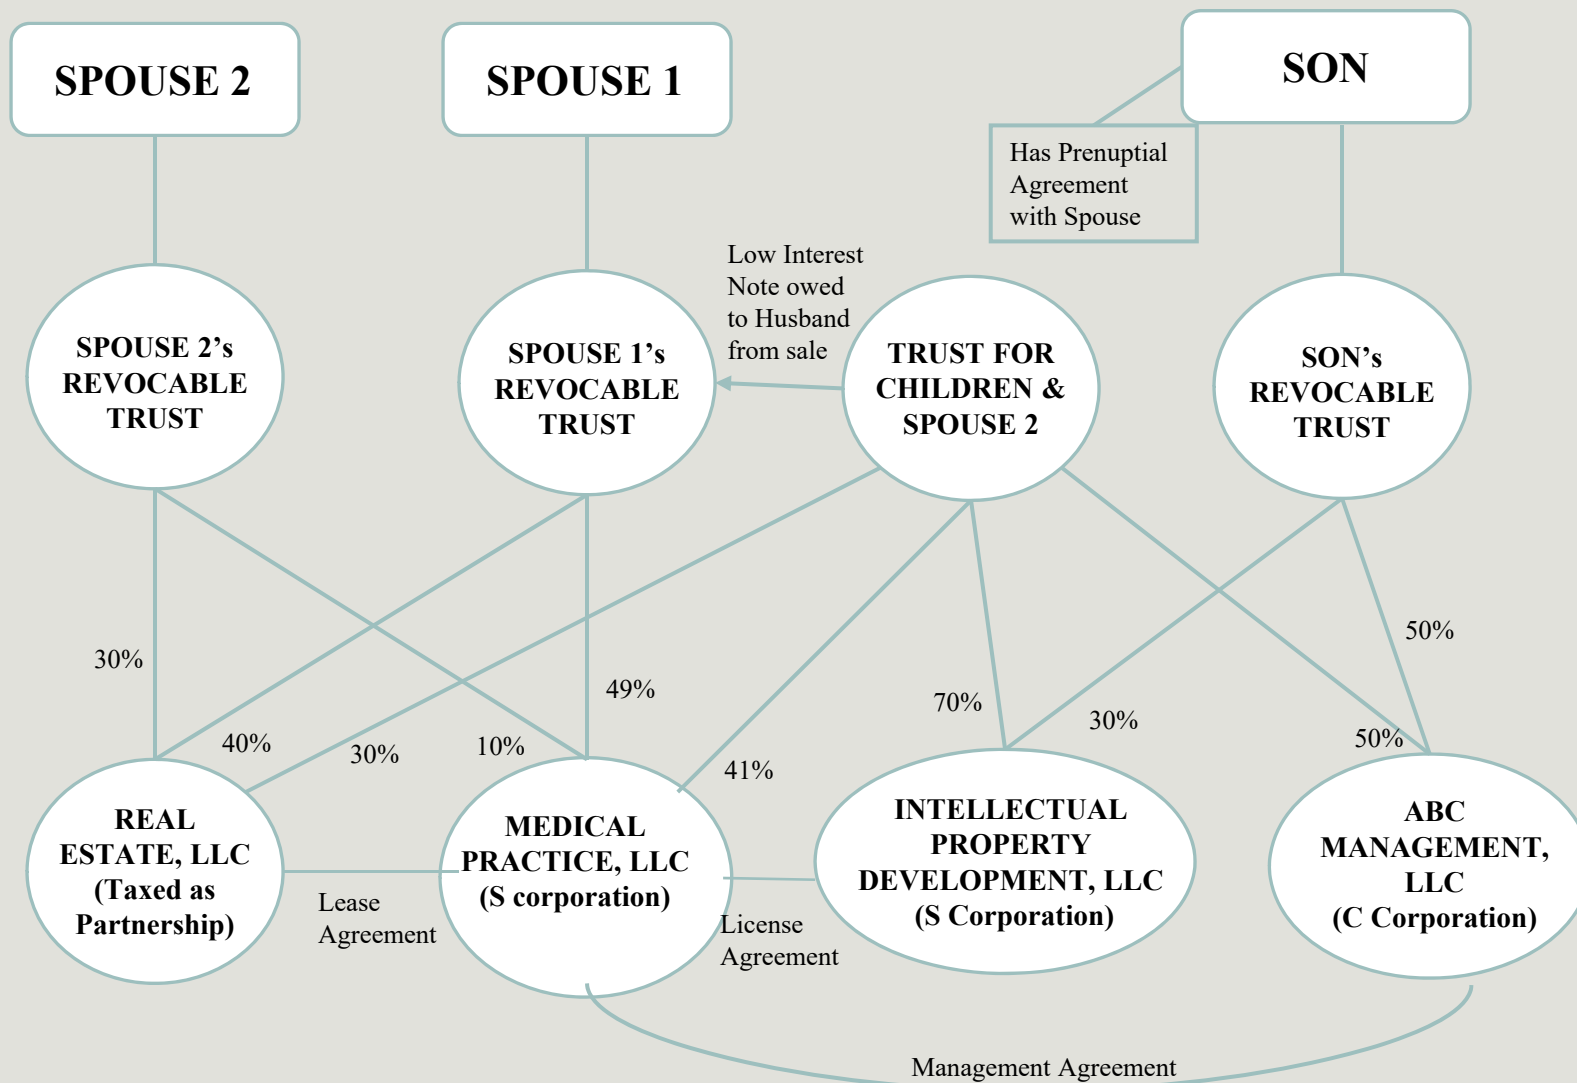 SPOUSE 2
SPOUSE 1
SON
Has Prenuptial
Agreement
with Spouse
Low Interest
Note owed
to Husband
from sale
SPOUSE 2’s
REVOCABLE
TRUST
SPOUSE 1’s
REVOCABLE
TRUST
TRUST FOR
CHILDREN &
SPOUSE 2
SON’s
REVOCABLE
TRUST
30%
40%
30%
10%
49%
41%
70%
30%
50%
50%
REAL
ESTATE, LLC
(Taxed as
Partnership)
Lease
Agreement
MEDICAL
PRACTICE, LLC
(S corporation)
License
Agreement
INTELLECTUAL
PROPERTY
DEVELOPMENT, LLC
(S Corporation)
ABC
MANAGEMENT,
LLC
(C Corporation)
Management Agreement